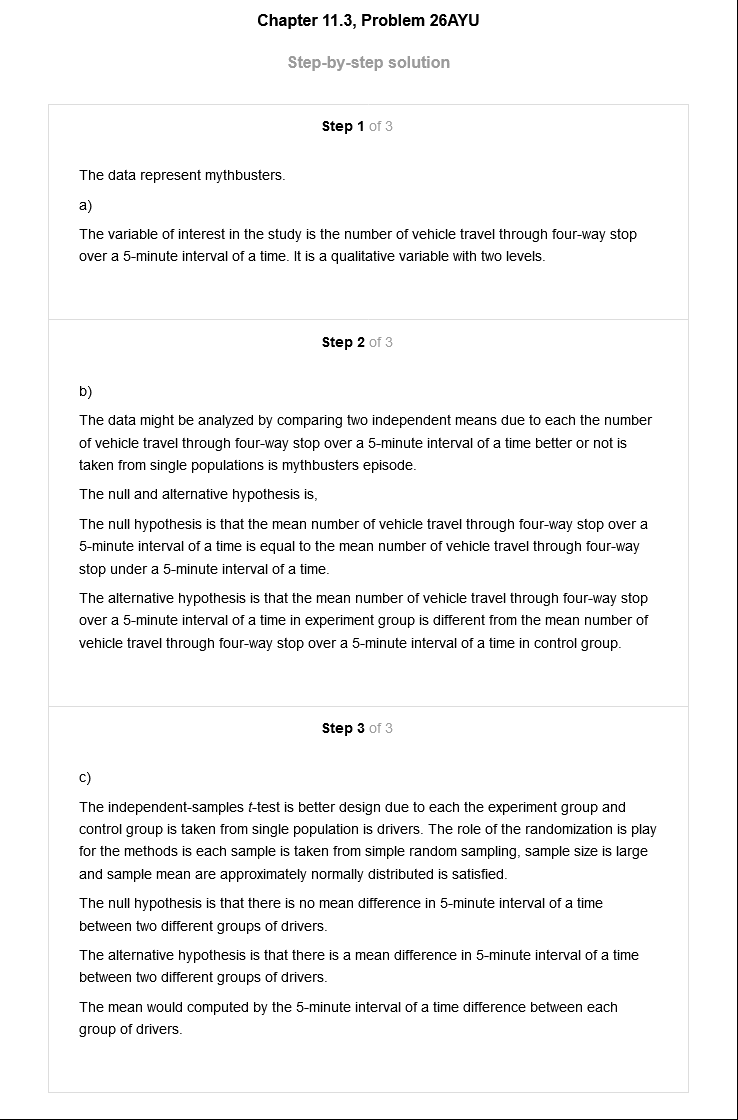 Chapter 11.3, Problem 26AYU
Step-by-step solution
Step 1 of 3
The data represent mythbusters.
a)
The variable of interest in the study is the number of vehicle travel through four-way stop
over a 5-minute interval of a time. It is a qualitative variable with two levels.
Step 2 of 3
b)
The data might be analyzed by comparing two independent means due to each the number
of vehicle travel through four-way stop over a 5-minute interval of a time better or not is
taken from single populations is mythbusters episode.
The null and alternative hypothesis is,
The null hypothesis is that the mean number of vehicle travel through four-way stop over a
5-minute interval of a time is equal to the mean number of vehicle travel through four-way
stop under a 5-minute interval of a time.
The alternative hypothesis is that the mean number of vehicle travel through four-way stop
over a 5-minute interval of a time in experiment group is different from the mean number of
vehicle travel through four-way stop over a 5-minute interval of a time in control group.
Step 3 of 3
c)
The independent-samples t-test is better design due to each the experiment group and
control group is taken from single population is drivers. The role of the randomization is play
for the methods is each sample is taken from simple random sampling, sample size is large
and sample mean are approximately normally distributed is satisfied.
The null hypothesis is that there is no mean difference in 5-minute interval of a time
between two different groups of drivers.
The alternative hypothesis is that there is a mean difference in 5-minute interval of a time
between two different groups of drivers.
The mean would computed by the 5-minute interval of a time difference between each
group of drivers.